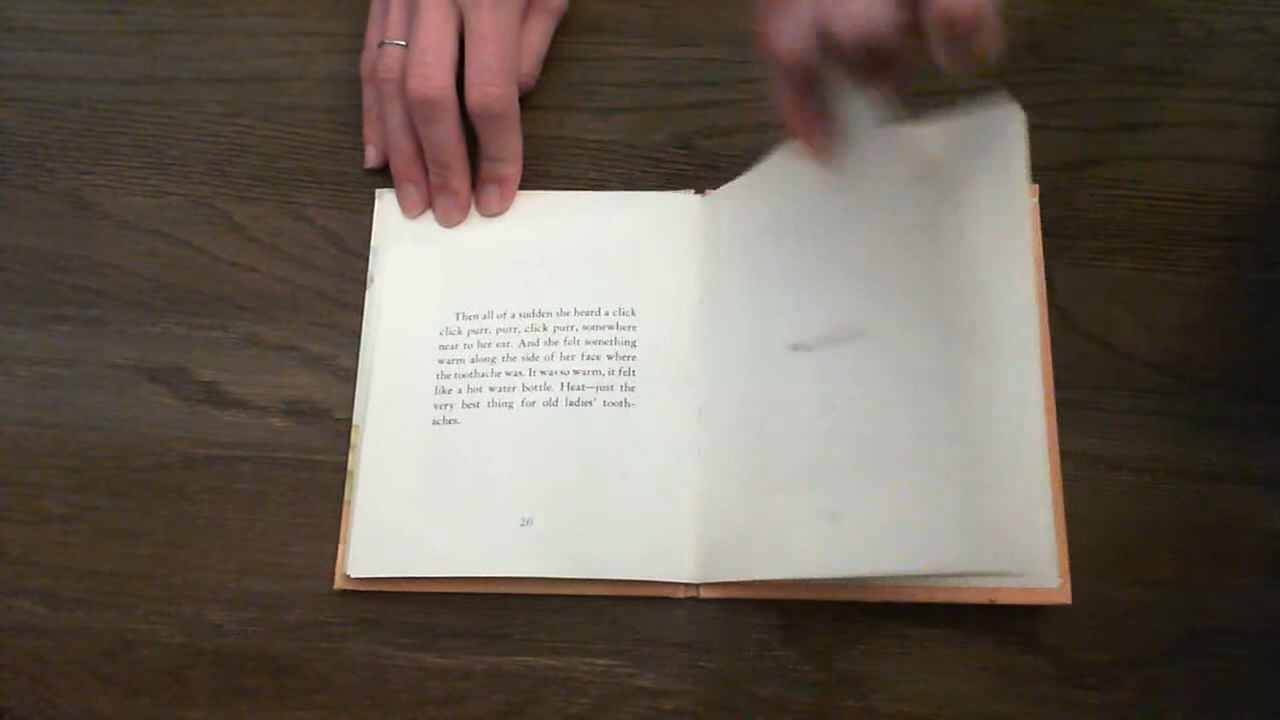 Then all of a sudden she heard a click
click purr, purr, click purr, somewhere
near to her ear. And she felt something
warm along the side of her face where
the toothache was. It was so warm, it felt
like a hot water bottle. Heat—just the
very best thing for old ladies' tooth-
aches.
26